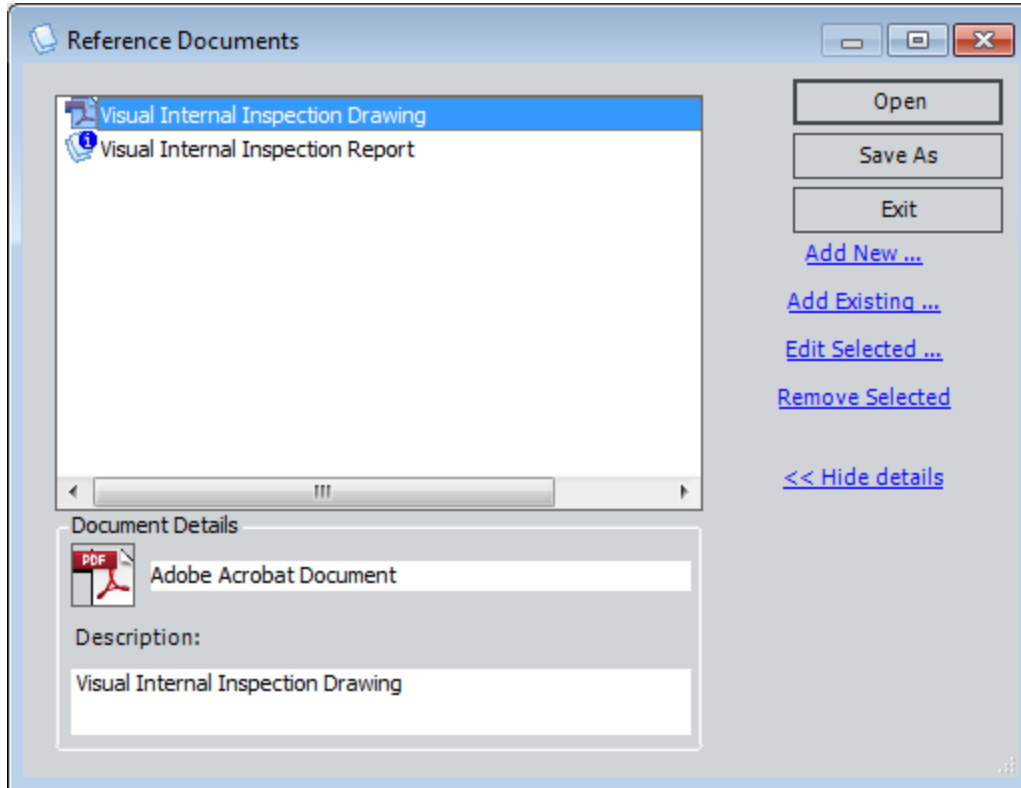 Reference Documents
Visual Internal Inspection Drawing
Visual Internal Inspection Report
Open
Save As
Exit
Add New ...
Add Existing ...
Edit Selected ...
Remove Selected
<< Hide details
Document Details
PDF
Adobe Acrobat Document
Description:
Visual Internal Inspection Drawing